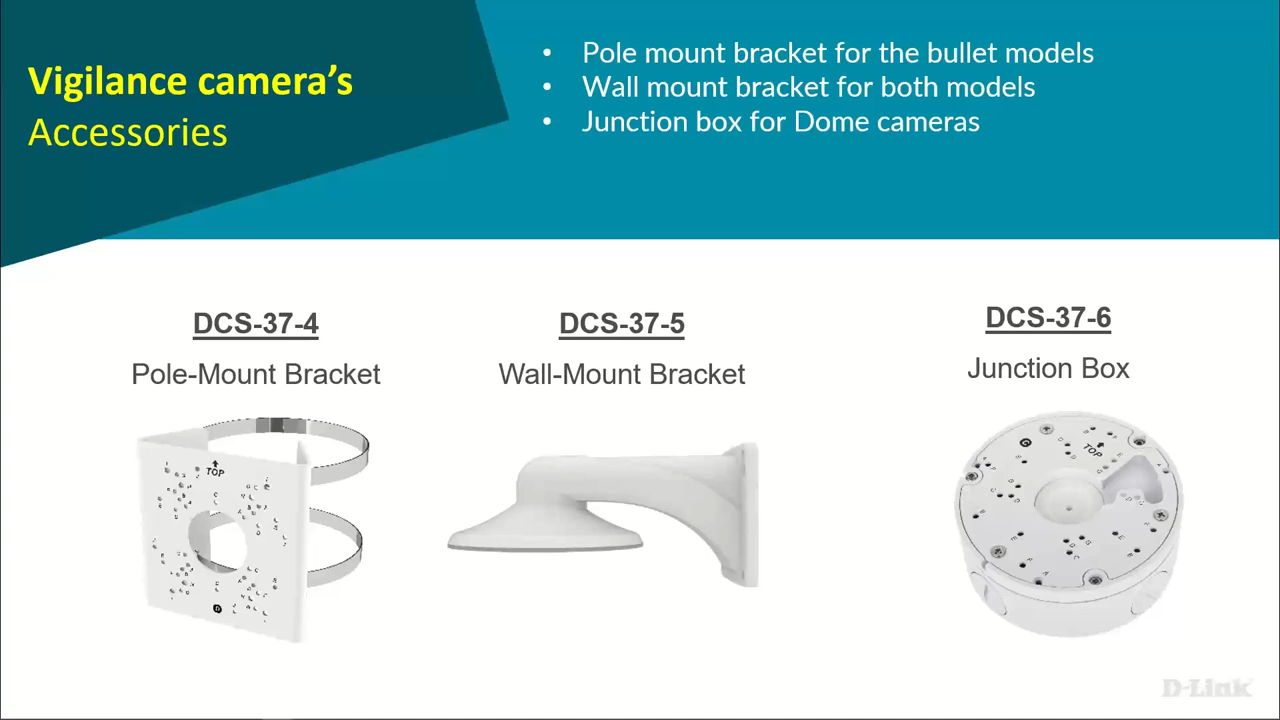 Vigilance camera’s
Accessories
• Pole mount bracket for the bullet models
• Wall mount bracket for both models
• Junction box for Dome cameras
DCS-37-4
Pole-Mount Bracket
DCS-37-5
Wall-Mount Bracket
DCS-37-6
Junction Box
TOP
TOP
D-Link